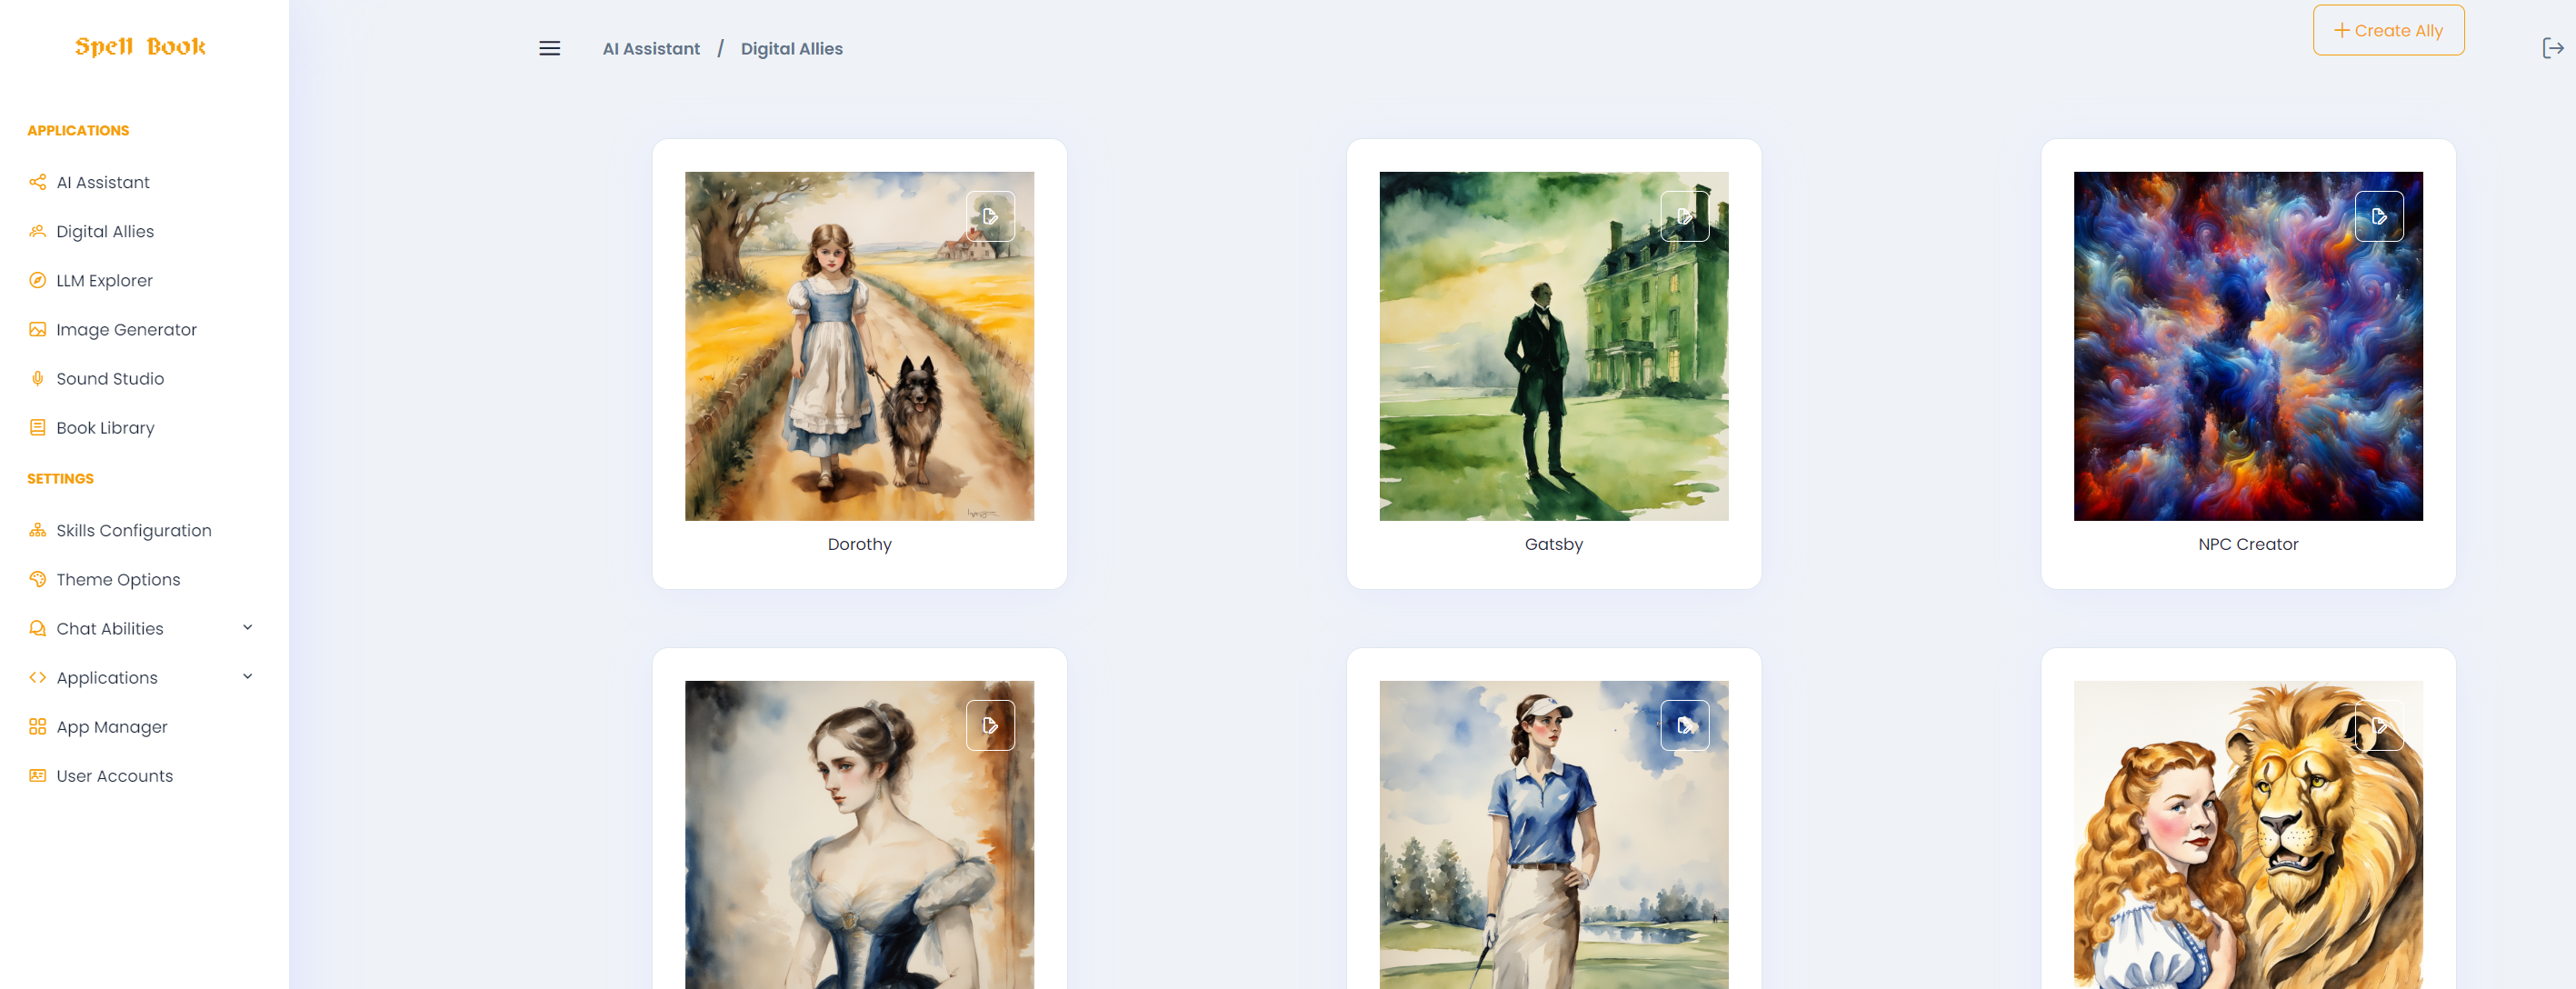 Spell Book
AI Assistant / Digital Allies
+ Create Ally
APPLICATIONS
AI Assistant
Digital Allies
LLM Explorer
Image Generator
Sound Studio
Book Library
SETTINGS
Skills Configuration
Theme Options
Chat Abilities
Applications
App Manager
User Accounts
Dorothy
Gatsby
NPC Creator